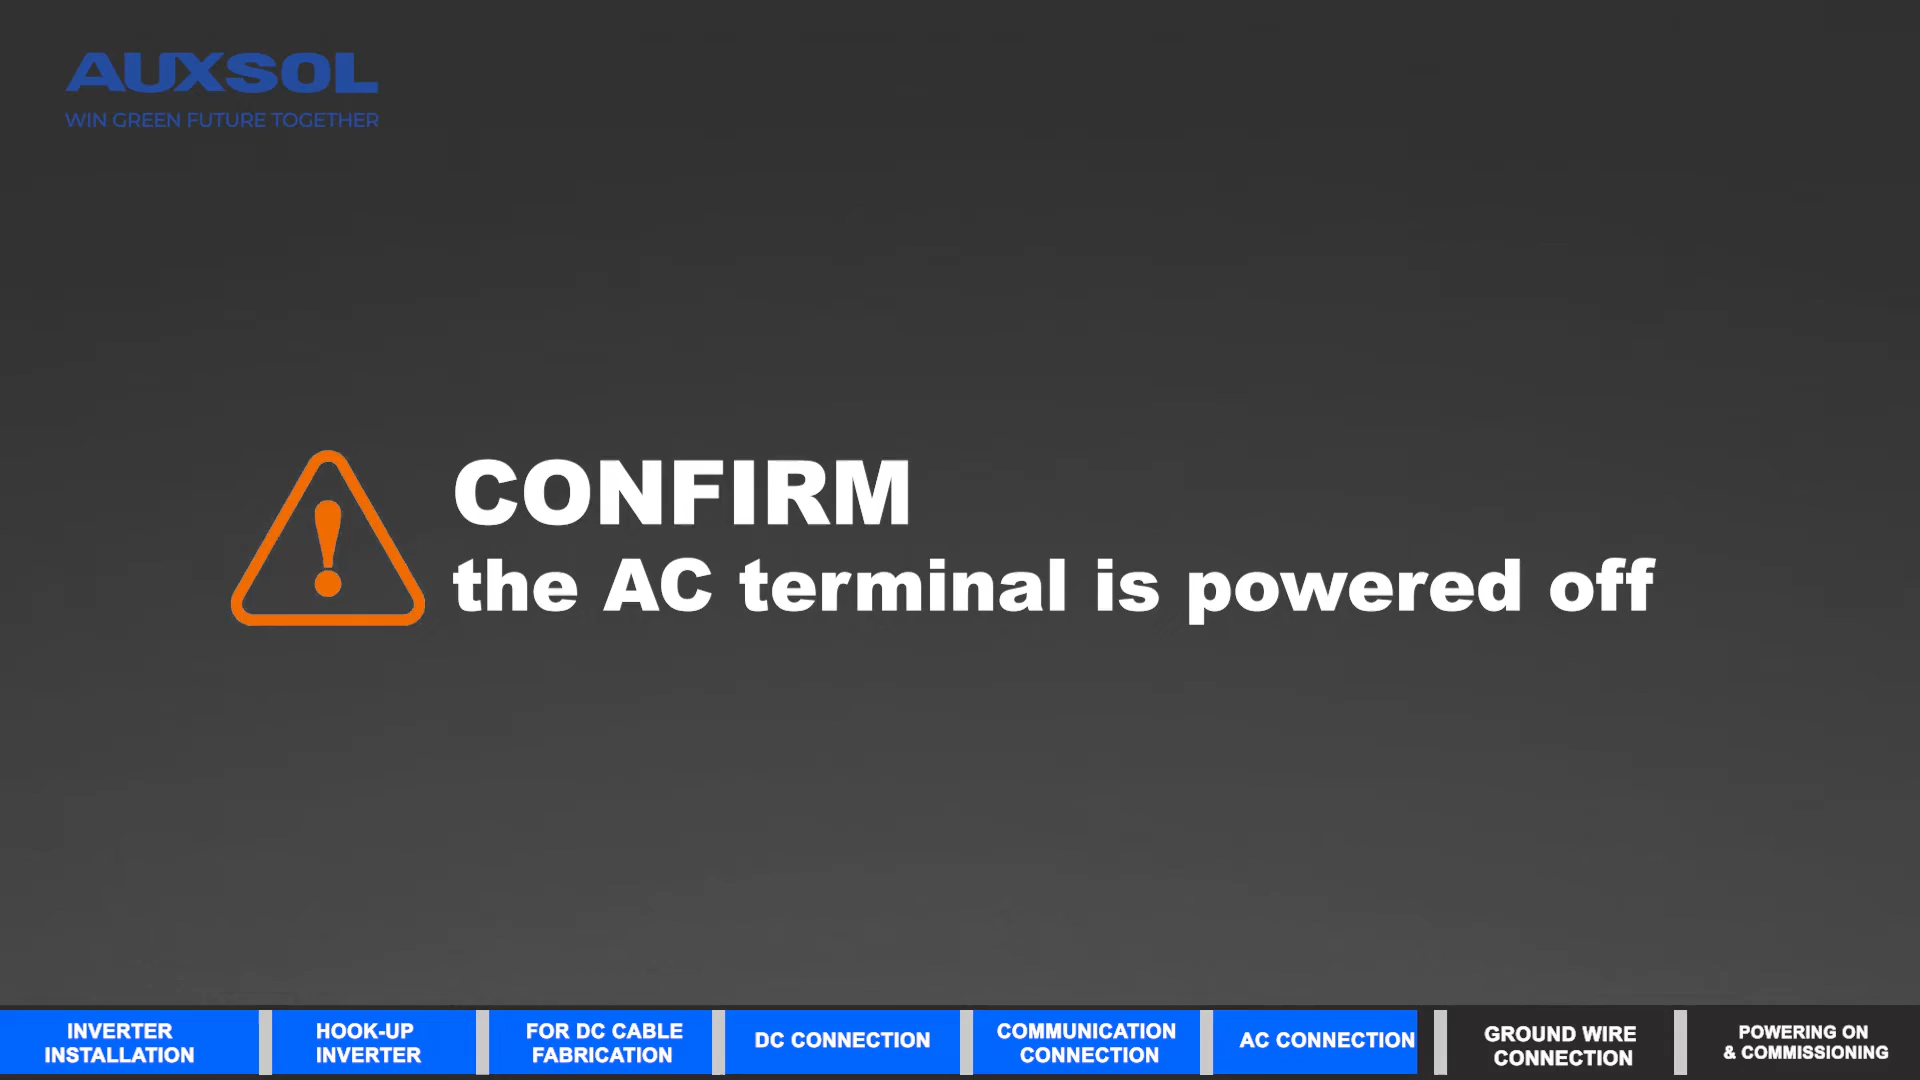 AUXSOL
WIN GREEN FUTURE TOGETHER
CONFIRM
the AC terminal is powered off
INVERTER
INSTALLATION
HOOK-UP
INVERTER
FOR DC CABLE
FABRICATION
DC CONNECTION
COMMUNICATION
CONNECTION
AC CONNECTION
GROUND WIRE
CONNECTION
POWERING ON
& COMMISSIONING